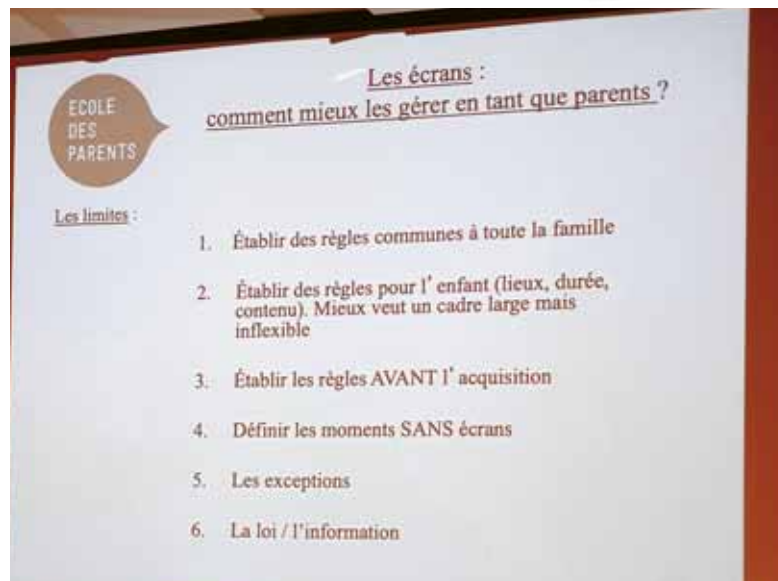 Les écrans :
comment mieux les gérer en tant que parents ?
ECOLE
DES
PARENTS
Les limites :
1. Établir des règles communes à toute la famille
2. Établir des règles pour l' enfant (lieux, durée,
contenu). Mieux veut un cadre large mais
inflexible
3. Établir les règles AVANT l' acquisition
4. Définir les moments SANS écrans
5. Les exceptions
6. La loi / l'information